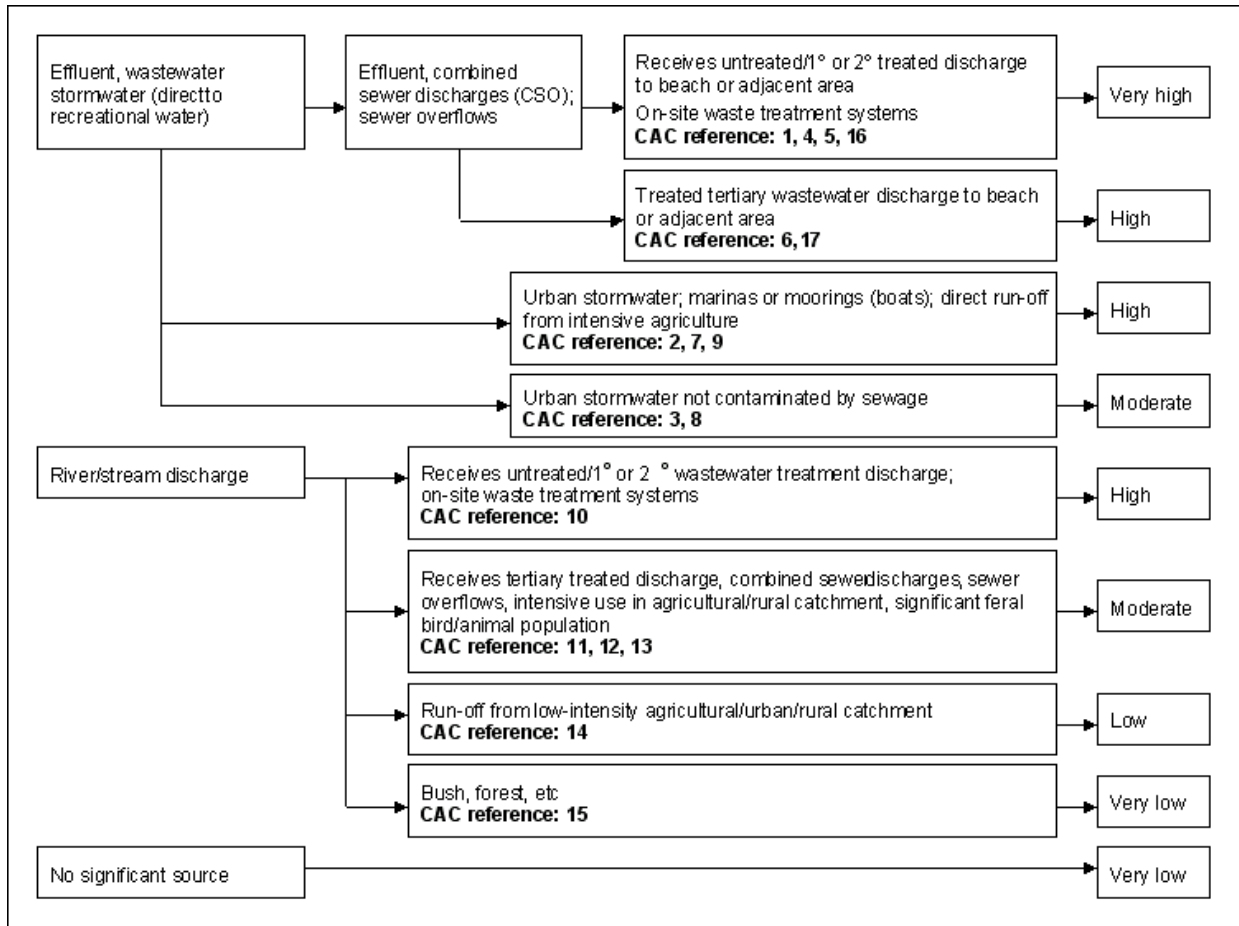 Effluent, wastewater
stormwater (direct to
recreational water)
Effluent, combined
sewer discharges (CSO);
sewer overflows
Receives untreated/1° or 2° treated discharge
to beach or adjacent area
On-site waste treatment systems
CAC reference: 1, 4, 5, 16
Very high
Treated tertiary wastewater discharge to beach
or adjacent area
CAC reference: 6, 17
High
Urban stormwater; marinas or moorings (boats); direct run-off
from intensive agriculture
CAC reference: 2, 7, 9
High
Urban stormwater not contaminated by sewage
CAC reference: 3, 8
Moderate
River/stream discharge
Receives untreated/1° or 2 ° wastewater treatment discharge;
on-site waste treatment systems
CAC reference: 10
High
Receives tertiary treated discharge, combined sewer discharges, sewer
overflows, intensive use in agricultural/rural catchment, significant feral
bird/animal population
CAC reference: 11, 12, 13
Moderate
Run-off from low-intensity agricultural/urban/rural catchment
CAC reference: 14
Low
Bush, forest, etc
CAC reference: 15
Very low
No significant source
Very low